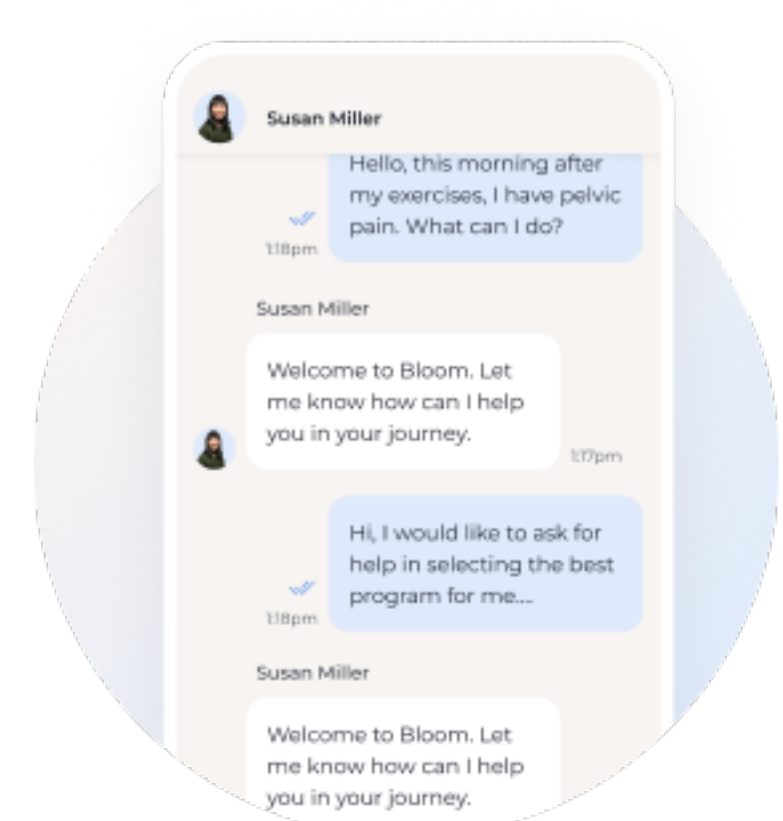 Susan Miller
Hello, this morning after
my exercises, I have pelvic
pain. What can I do?
1:18pm
Susan Miller
Welcome to Bloom. Let
me know how can I help
you in your journey.
1:17pm
Hi, I would like to ask for
help in selecting the best
program for me....
1:18pm
Susan Miller
Welcome to Bloom. Let
me know how can I help
you in your journey.